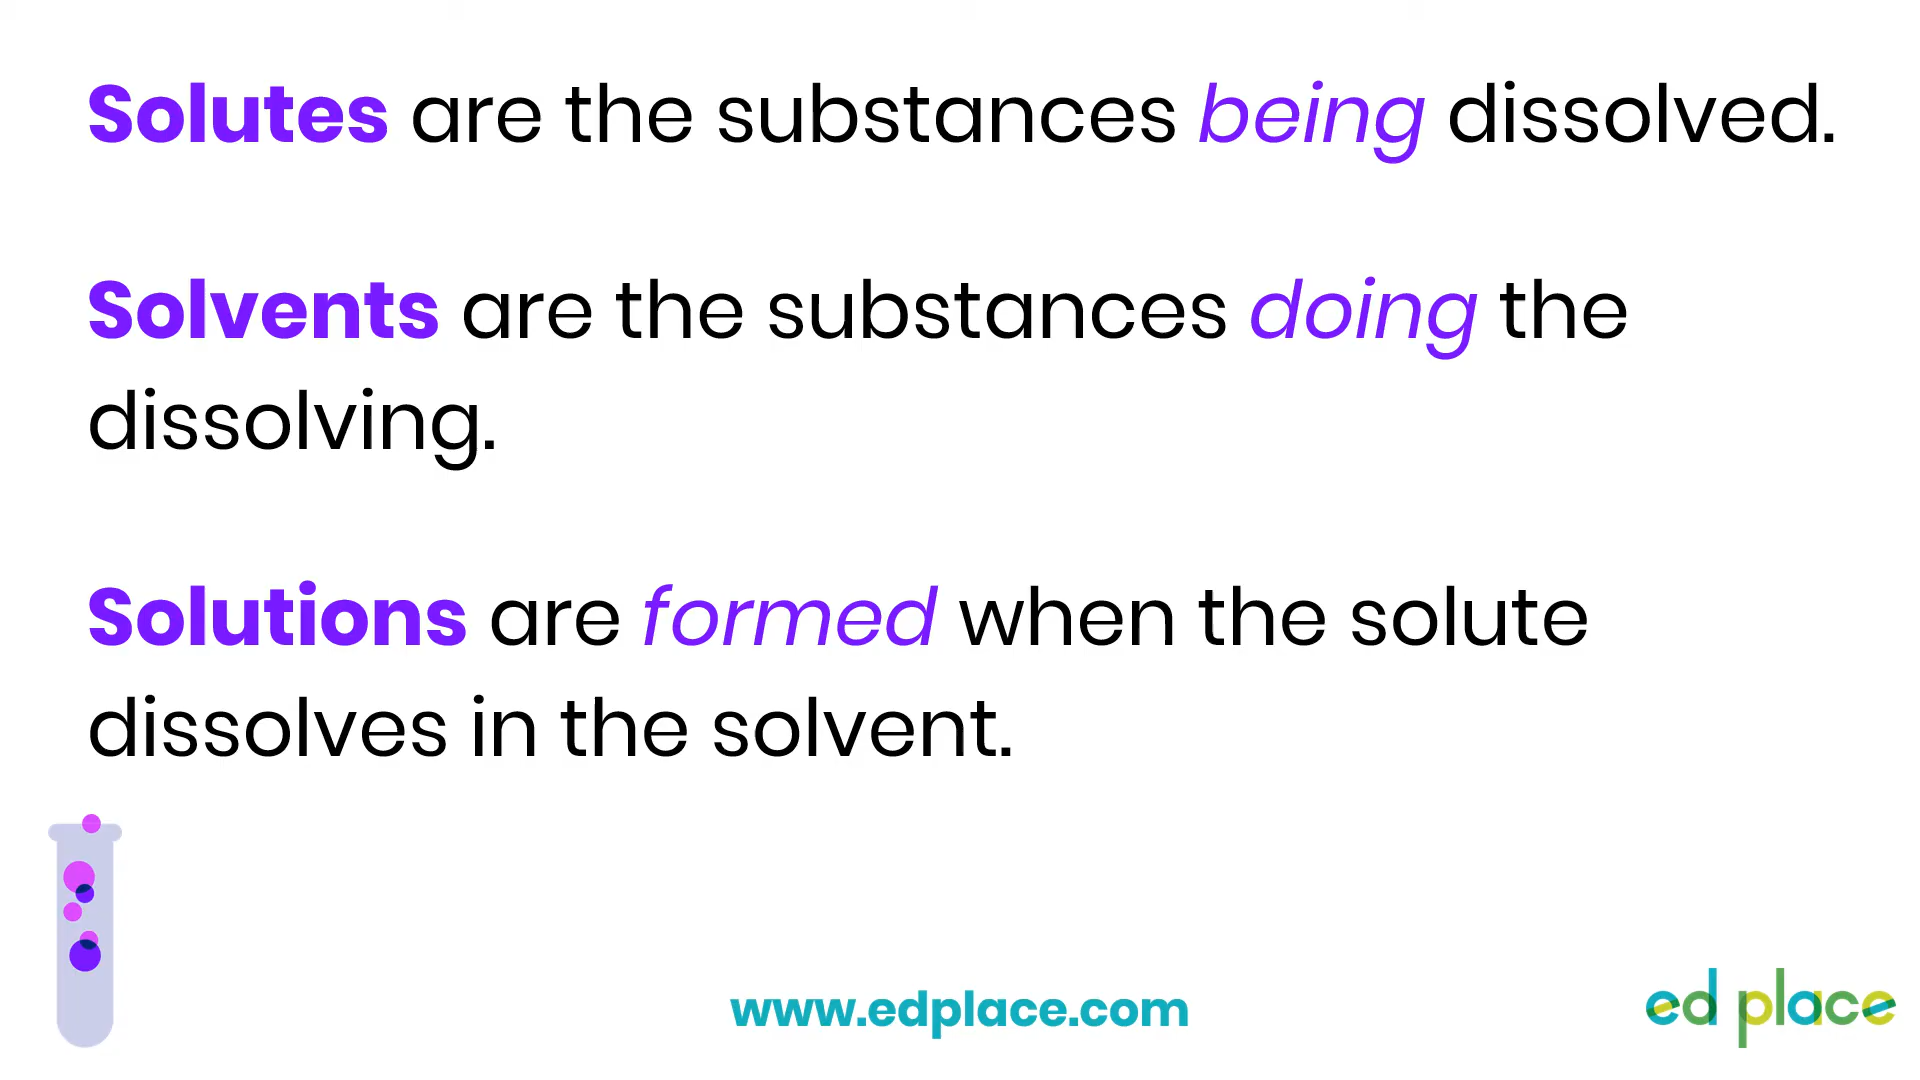 Solutes are the substances being dissolved.
Solvents are the substances doing the
dissolving.
Solutions are formed when the solute
dissolves in the solvent.
www.edplace.com
ed place